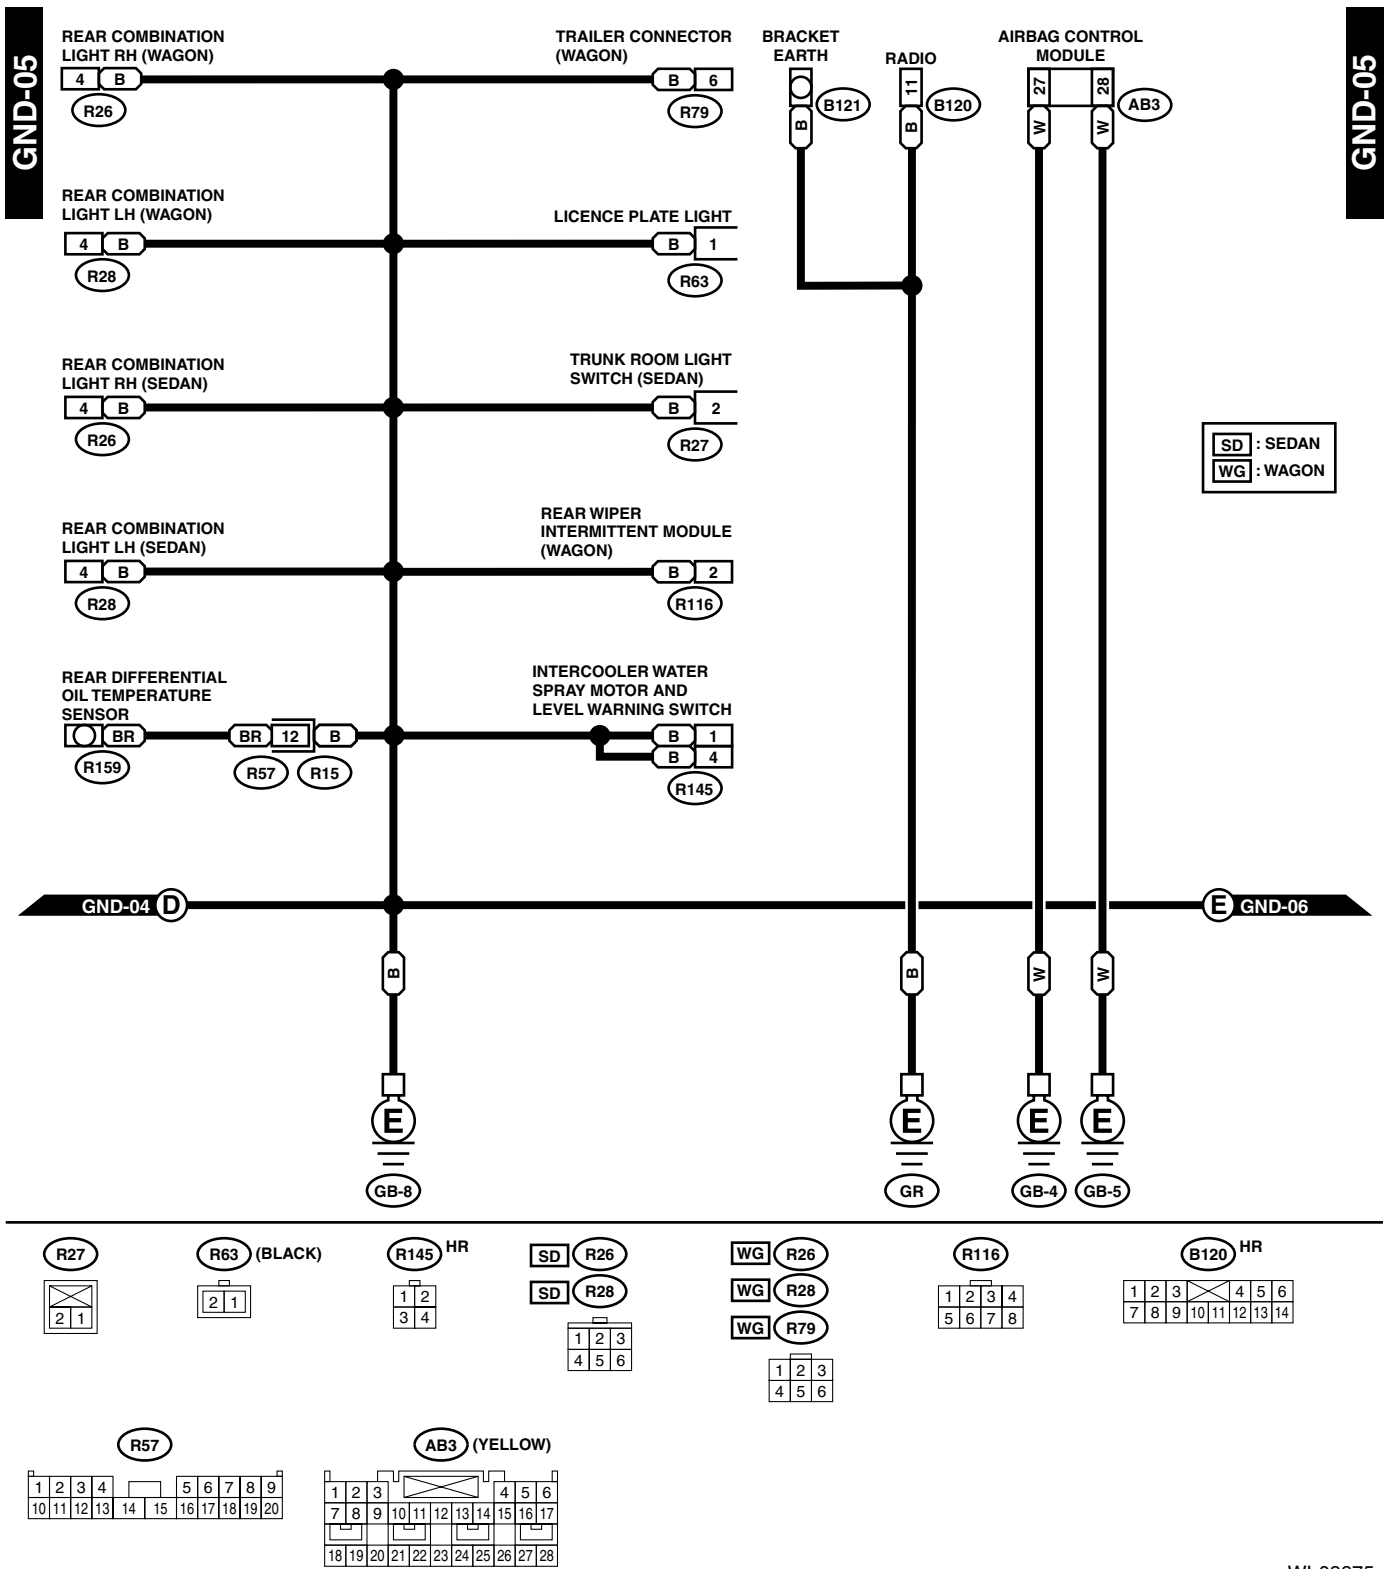 GND-05
GND-05
REAR COMBINATION
LIGHT RH (WAGON)
4 B
R26
TRAILER CONNECTOR
(WAGON)
B 6
R79
BRACKET
EARTH
B121
B
RADIO
11
B120
B
AIRBAG CONTROL
MODULE
27 28
AB3
W W
REAR COMBINATION
LIGHT LH (WAGON)
4 B
R28
LICENCE PLATE LIGHT
B 1
R63
REAR COMBINATION
LIGHT RH (SEDAN)
4 B
R26
TRUNK ROOM LIGHT
SWITCH (SEDAN)
B 2
R27
SD : SEDAN
WG : WAGON
REAR COMBINATION
LIGHT LH (SEDAN)
4 B
R28
REAR WIPER
INTERMITTENT MODULE
(WAGON)
B 2
R116
REAR DIFFERENTIAL
OIL TEMPERATURE
SENSOR
BR BR 12 B
R159 R57 R15
INTERCOOLER WATER
SPRAY MOTOR AND
LEVEL WARNING SWITCH
B 1
B 4
R145
GND-04 D
E GND-06
B B W W
E E E E
GB-8 GR GB-4 GB-5
R27
2 1
R63 (BLACK)
2 1
R145 HR
1 2
3 4
SD R26
SD R28
1 2 3
4 5 6
WG R26
WG R28
WG R79
1 2 3
4 5 6
R116
1 2 3 4
5 6 7 8
B120 HR
1 2 3 4 5 6
7 8 9 10 11 12 13 14
R57
1 2 3 4 5 6 7 8 9
10 11 12 13 14 15 16 17 18 19 20
AB3 (YELLOW)
1 2 3 4 5 6
7 8 9 10 11 12 13 14 15 16 17
18 19 20 21 22 23 24 25 26 27 28